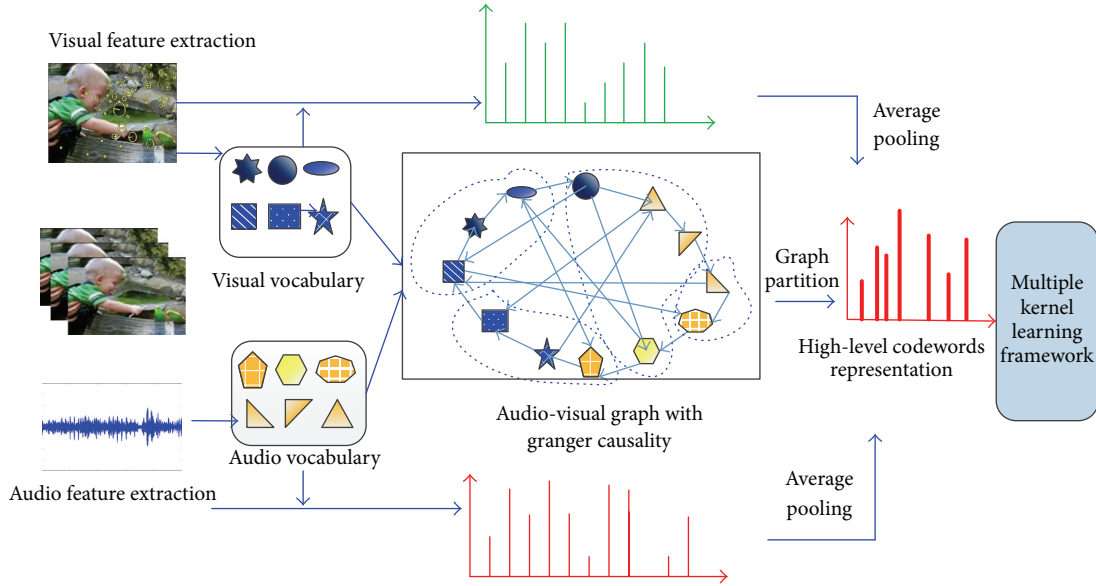 Visual feature extraction
Average
pooling
Visual vocabulary
Graph
partition
Multiple
kernel
learning
framework
High-level codewords
representation
Audio-visual graph with
granger causality
Audio vocabulary
Audio feature extraction
Average
pooling